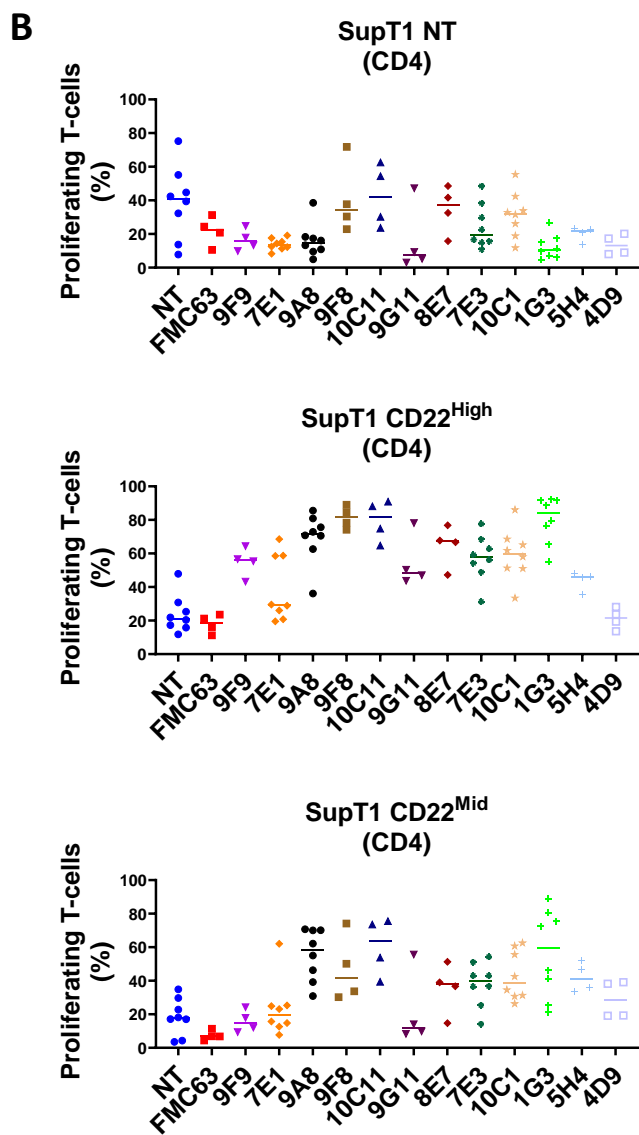 B
SupT1 NT
(CD4)
Proliferating T-cells
(%)
100
80
60
40
20
0
NT
FMC63
9F9
7E1
9A8
9F8
10C11
9G11
8E7
7E3
10C1
1G3
5H4
4D9
SupT1 CD22High
(CD4)
Proliferating T-cells
(%)
100
80
60
40
20
0
NT
FMC63
9F9
7E1
9A8
9F8
10C11
9G11
8E7
7E3
10C1
1G3
5H4
4D9
SupT1 CD22Mid
(CD4)
Proliferating T-cells
(%)
100
80
60
40
20
0
NT
FMC63
9F9
7E1
9A8
9F8
10C11
9G11
8E7
7E3
10C1
1G3
5H4
4D9